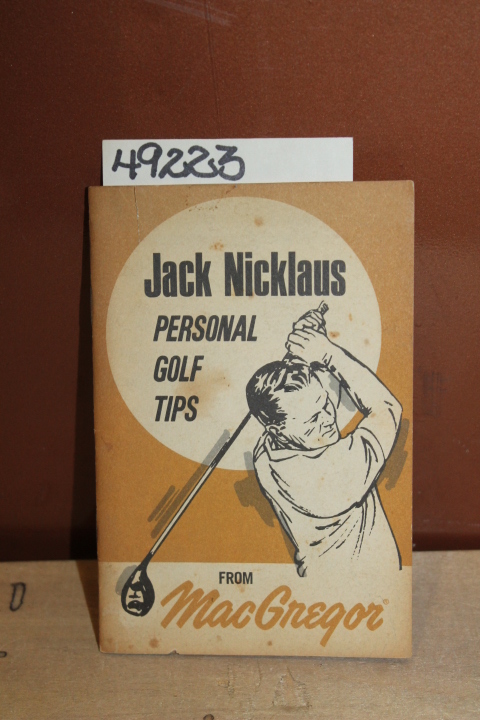 49223
Jack Nicklaus
PERSONAL
GOLF
TIPS
FROM
MacGregor
D